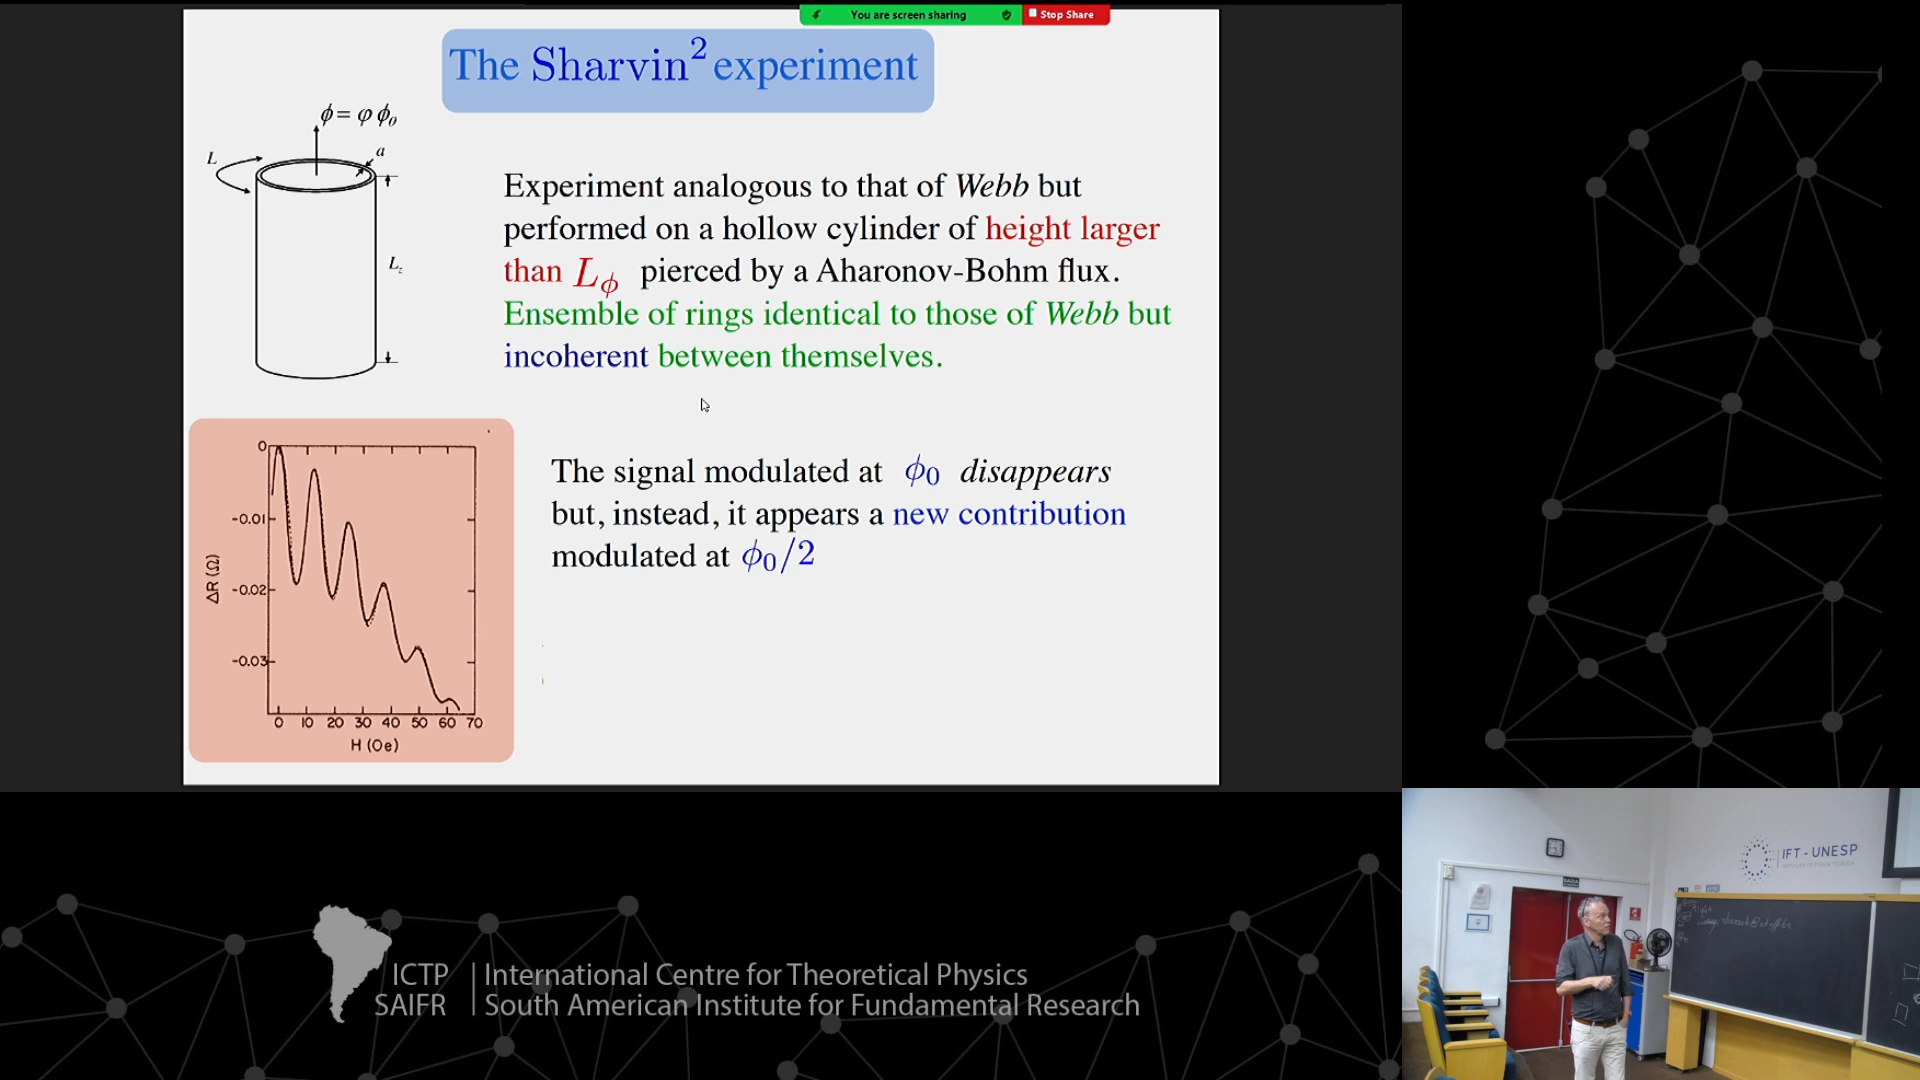 You are screen sharing
Stop Share
The Sharvin² experiment
ϕ = φ ϕ₀
L
a
L_z
Experiment analogous to that of Webb but
performed on a hollow cylinder of height larger
than L_ϕ pierced by a Aharonov-Bohm flux.
Ensemble of rings identical to those of Webb but
incoherent between themselves.
The signal modulated at ϕ₀ disappears
but, instead, it appears a new contribution
modulated at ϕ₀/2
0
-0.01
-0.02
-0.03
ΔR (Ω)
0 10 20 30 40 50 60 70
H (Oe)
IFT - UNESP
ICTP | International Centre for Theoretical Physics
SAIFR | South American Institute for Fundamental Research